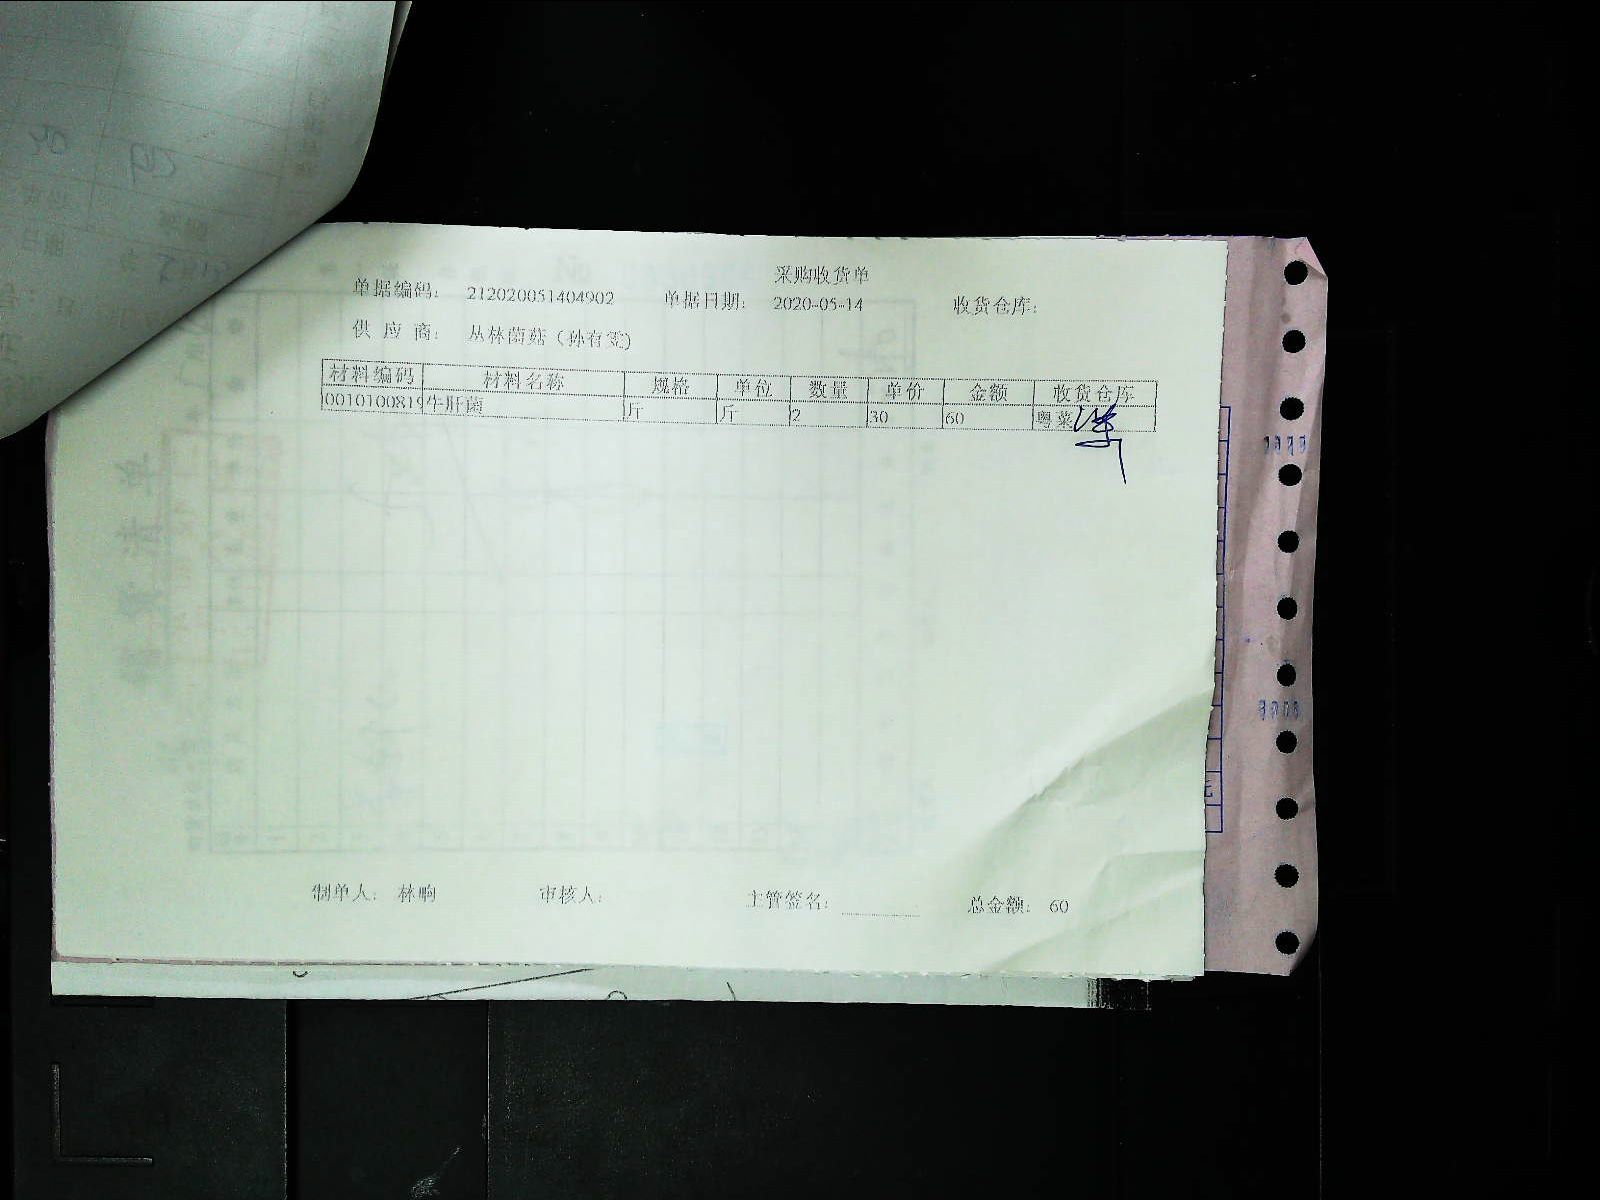 采购收货单
单据编码: 212020051404902 单据日期: 2020-05-14 收货仓库:
供应商: 丛林菌菇 (孙有雯)
材料编码 材料名称 规格 单位 数量 单价 金额 收货仓库
0010100819 牛肝菌 斤 斤 2 30 60 粤菜
制单人: 林昫 审核人: 主管签名: 总金额: 60
元